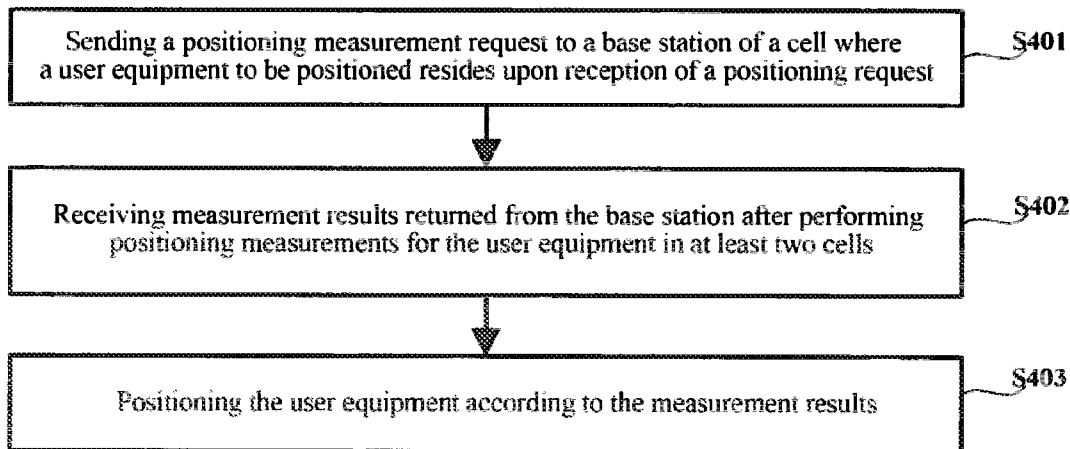 Sending a positioning measurement request to a base station of a cell where
a user equipment to be positioned resides upon reception of a positioning request
S401
Receiving measurement results returned from the base station after performing
positioning measurements for the user equipment in at least two cells
S402
Positioning the user equipment according to the measurement results
S403